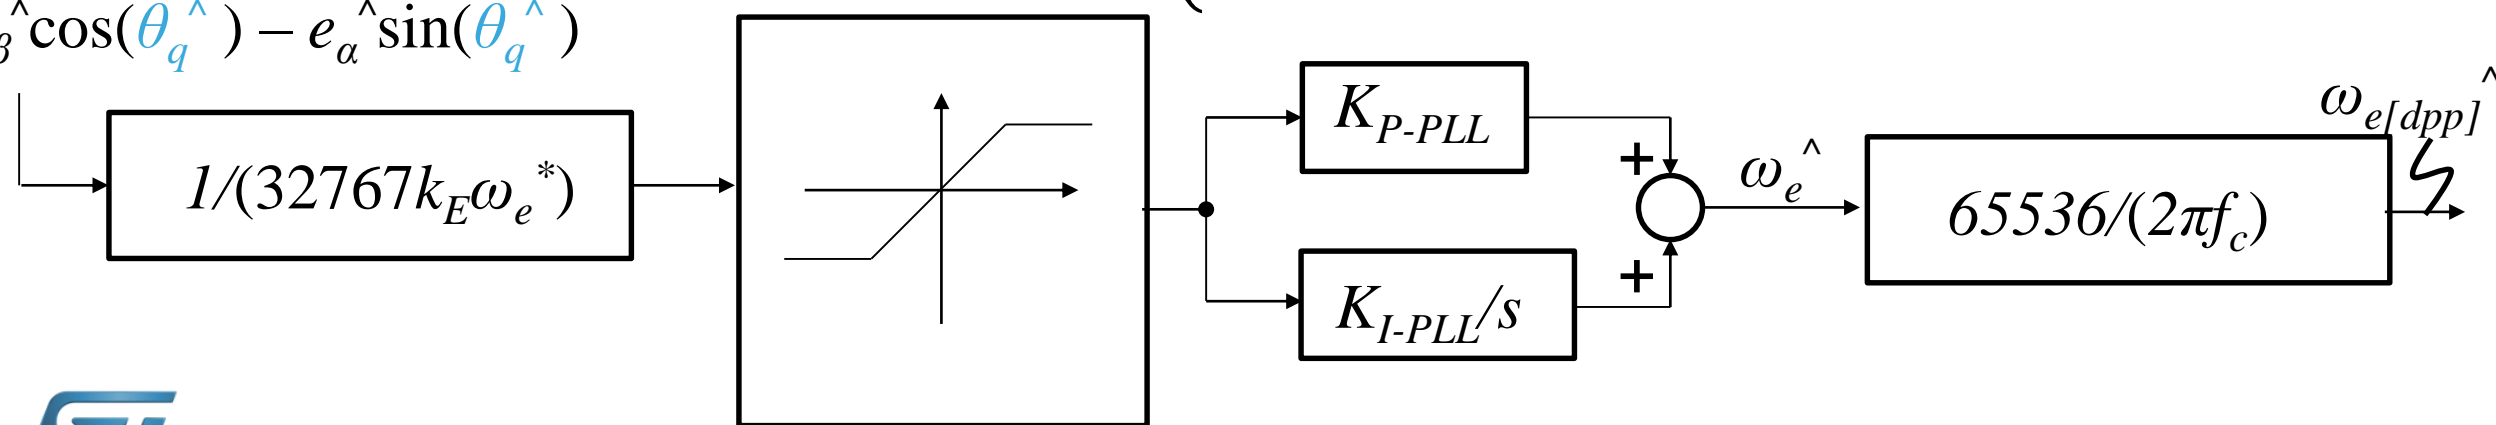 β^ cos(θq^) − eα^ sin(θq^)
1/(32767kEωe*)
KP-PLL
+
ωe^
ωe[dpp]^
65536/(2πfc)
+
KI-PLL/s